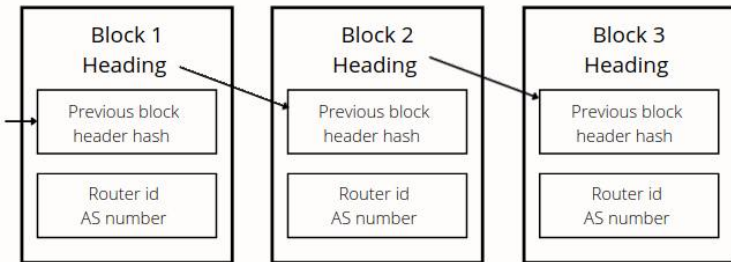 Block 1
Heading
Previous block
header hash
Router id
AS number
Block 2
Heading
Previous block
header hash
Router id
AS number
Block 3
Heading
Previous block
header hash
Router id
AS number